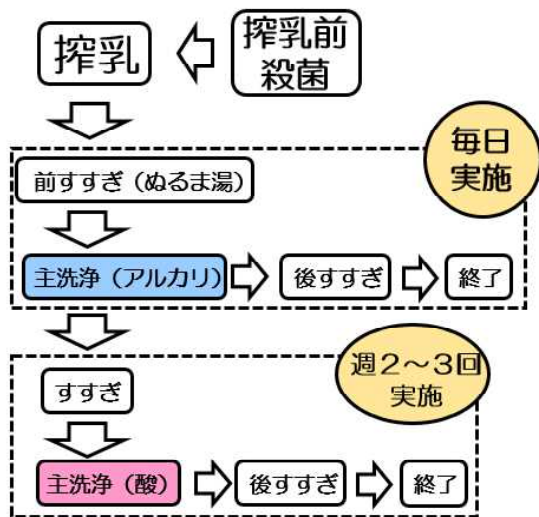 搾乳
搾乳前
殺菌
毎日
実施
前すすぎ（ぬるま湯）
主洗浄（アルカリ）
後すすぎ
終了
週２～３回
実施
すすぎ
主洗浄（酸）
後すすぎ
終了